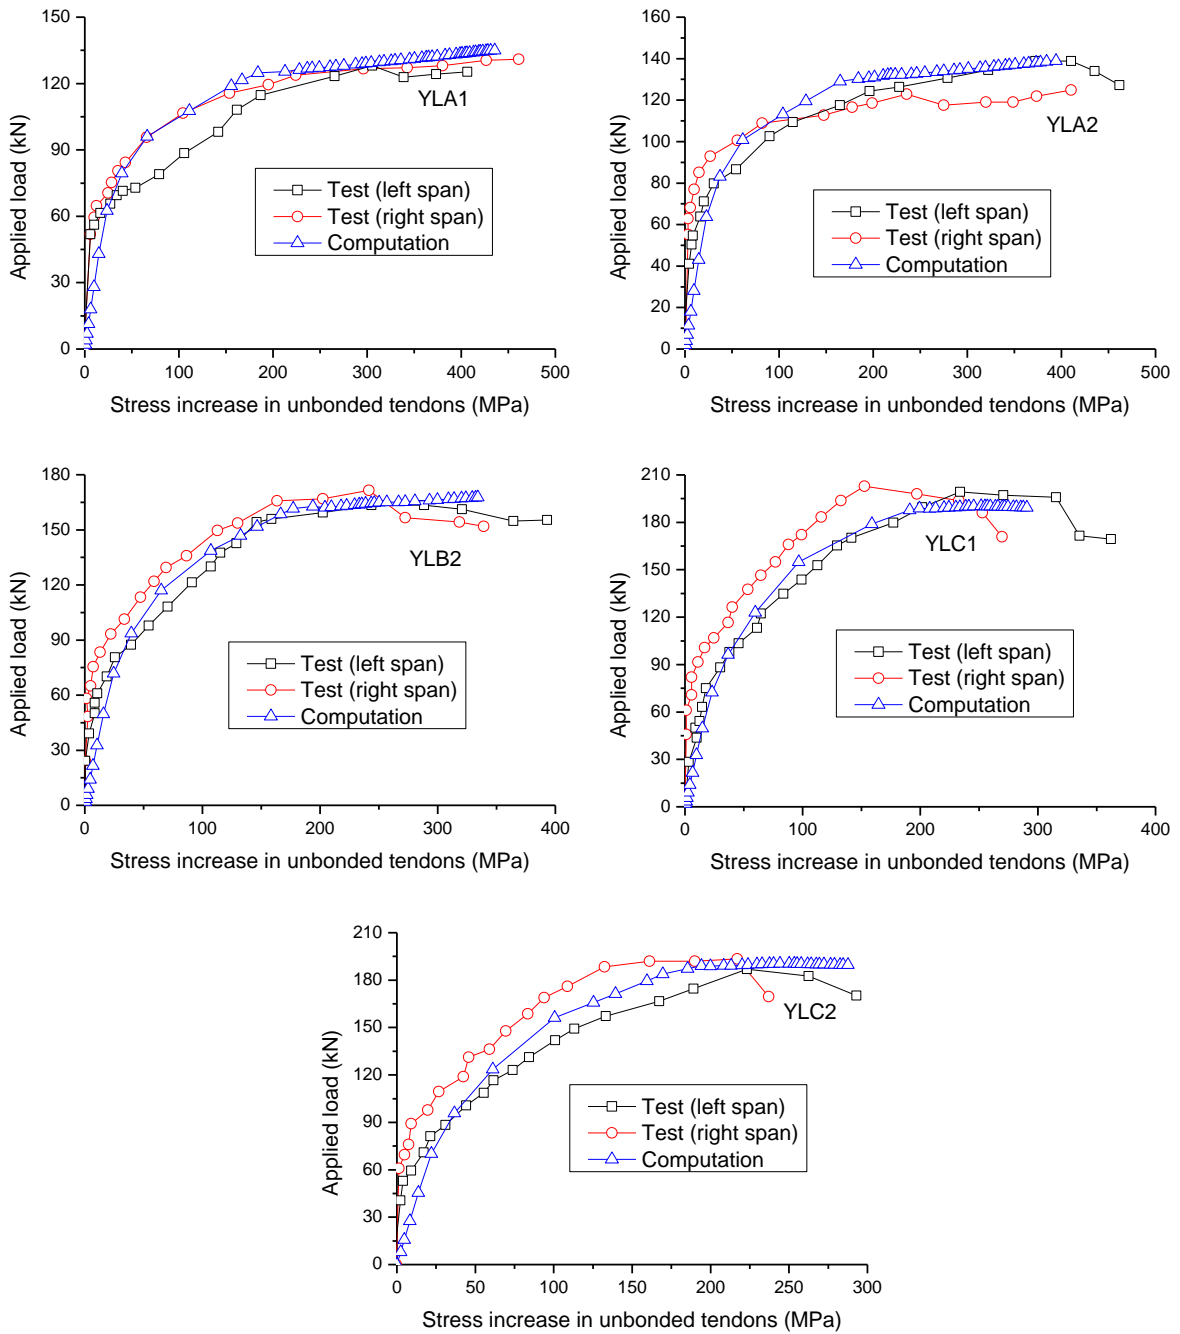 150
120
90
60
30
0
Applied load (kN)
YLA1
Test (left span)
Test (right span)
Computation
0 100 200 300 400 500
Stress increase in unbonded tendons (MPa)
160
140
120
100
80
60
40
20
0
Applied load (kN)
YLA2
Test (left span)
Test (right span)
Computation
0 100 200 300 400 500
Stress increase in unbonded tendons (MPa)
180
150
120
90
60
30
0
Applied load (kN)
YLB2
Test (left span)
Test (right span)
Computation
0 100 200 300 400
Stress increase in unbonded tendons (MPa)
210
180
150
120
90
60
30
0
Applied load (kN)
YLC1
Test (left span)
Test (right span)
Computation
0 100 200 300 400
Stress increase in unbonded tendons (MPa)
210
180
150
120
90
60
30
0
Applied load (kN)
YLC2
Test (left span)
Test (right span)
Computation
0 50 100 150 200 250 300
Stress increase in unbonded tendons (MPa)